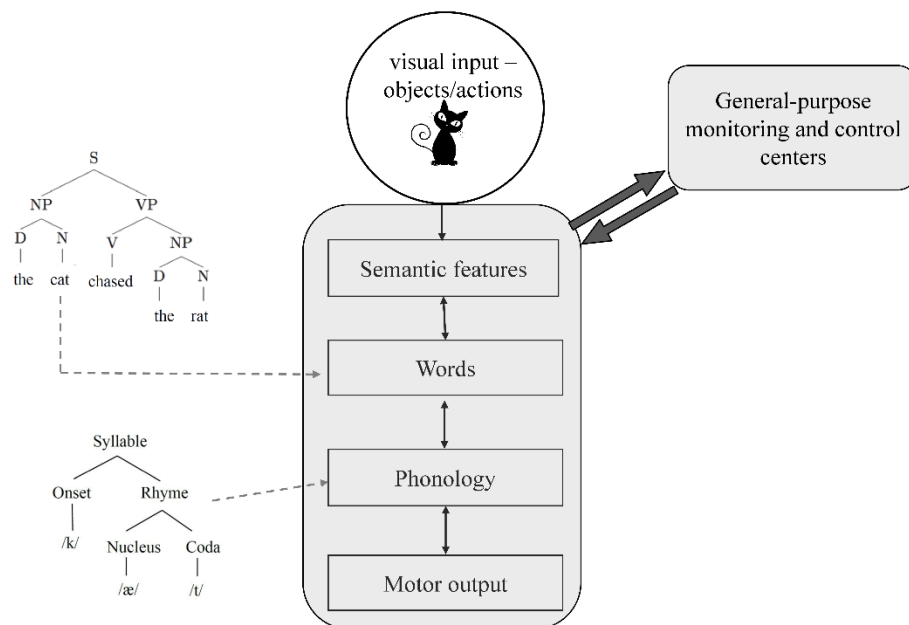 visual input –
objects/actions
General-purpose
monitoring and control
centers
S
NP VP
D N V NP
the cat chased D N
the rat
Semantic features
Words
Syllable
Onset Rhyme
/k/ Nucleus Coda
/æ/ /t/
Phonology
Motor output